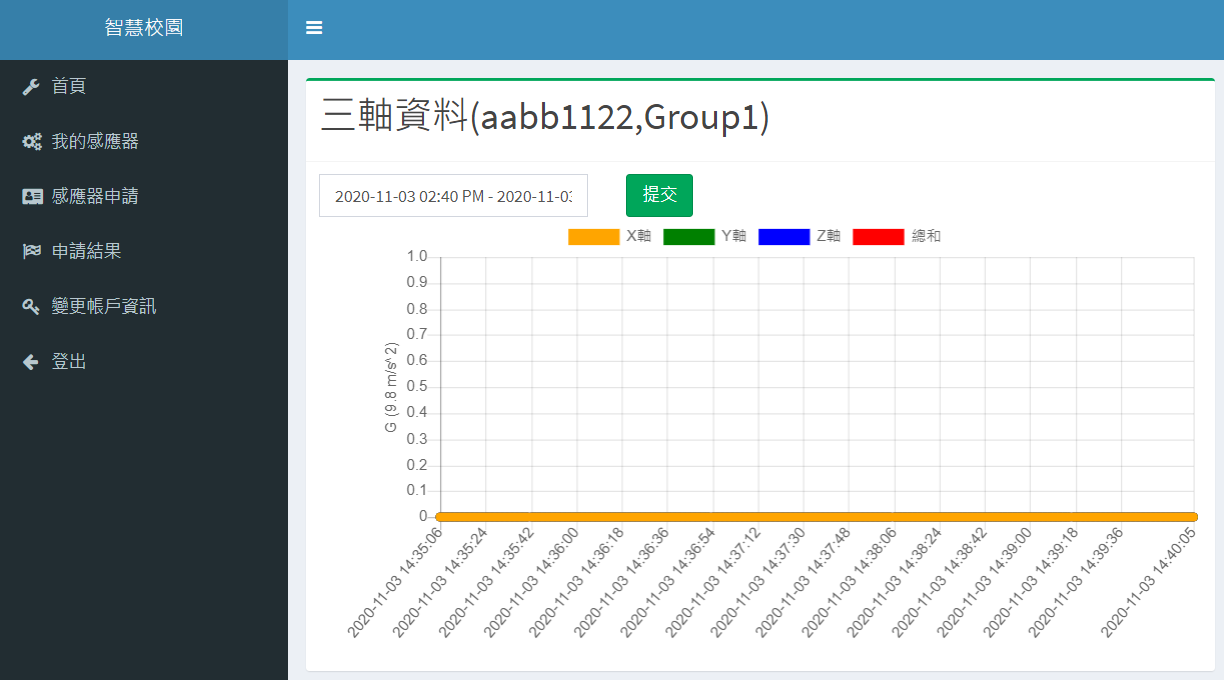 智慧校園
首頁
我的感應器
感應器申請
申請結果
變更帳戶資訊
登出
三軸資料(aabb1122,Group1)
2020-11-03 02:40 PM - 2020-11-03
提交
X軸 Y軸 Z軸 總和
G (9.8 m/s^2)
1.0
0.9
0.8
0.7
0.6
0.5
0.4
0.3
0.2
0.1
0
2020-11-03 14:35:06
2020-11-03 14:35:24
2020-11-03 14:35:42
2020-11-03 14:36:00
2020-11-03 14:36:18
2020-11-03 14:36:36
2020-11-03 14:36:54
2020-11-03 14:37:12
2020-11-03 14:37:30
2020-11-03 14:37:48
2020-11-03 14:38:06
2020-11-03 14:38:24
2020-11-03 14:38:42
2020-11-03 14:39:00
2020-11-03 14:39:18
2020-11-03 14:39:36
2020-11-03 14:40:05